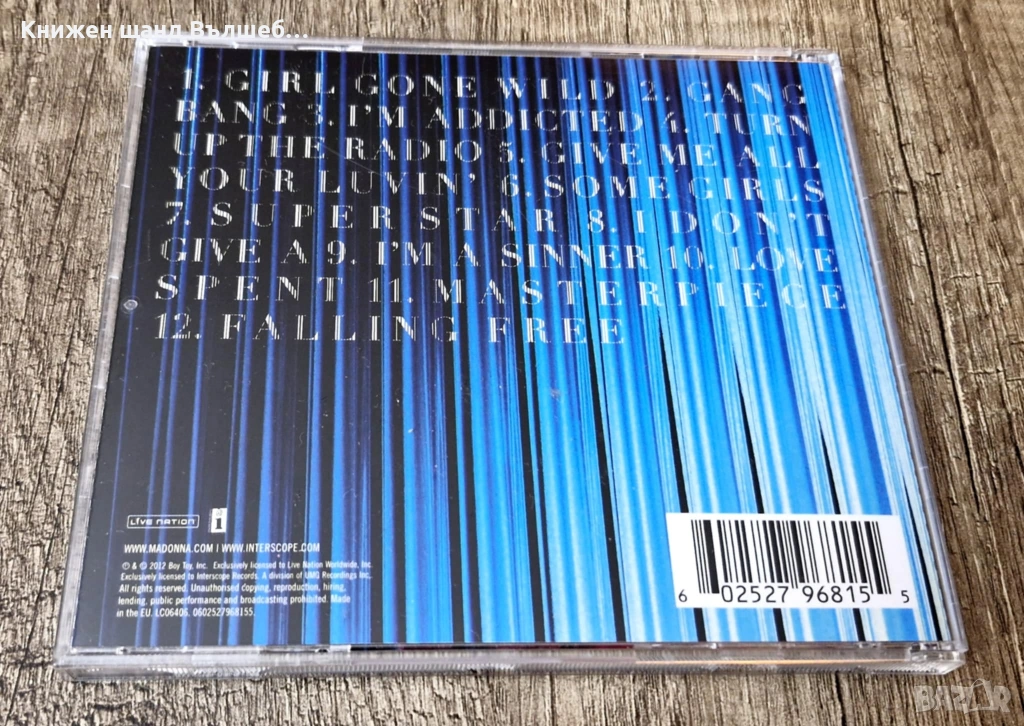 Книжен шанд Вълшеб...
1. GIRL GONE WILD 2. GANG
BANG 3. I'M ADDICTED 4. TURN
UP THE RADIO 5. GIVE ME ALL
YOUR LUVIN' 6. SOME GIRLS
7. SUPERSTAR 8. I DON'T
GIVE A 9. I'M A SINNER 10. LOVE
SPENT 11. MASTERPIECE
12. FALLING FREE
LIVE NATION i
WWW.MADONNA.COM | WWW.INTERSCOPE.COM
℗ & © 2012 Boy Toy, Inc. Exclusively licensed to Live Nation Worldwide, Inc.
Exclusively licensed to Interscope Records. A division of UMG Recordings Inc.,
All rights reserved. Unauthorised copying, reproduction, hiring,
lending, public performance and broadcasting prohibited. Made
in the EU. LC06406. 0602527968155.
6 02527 96815 5
BAZAR